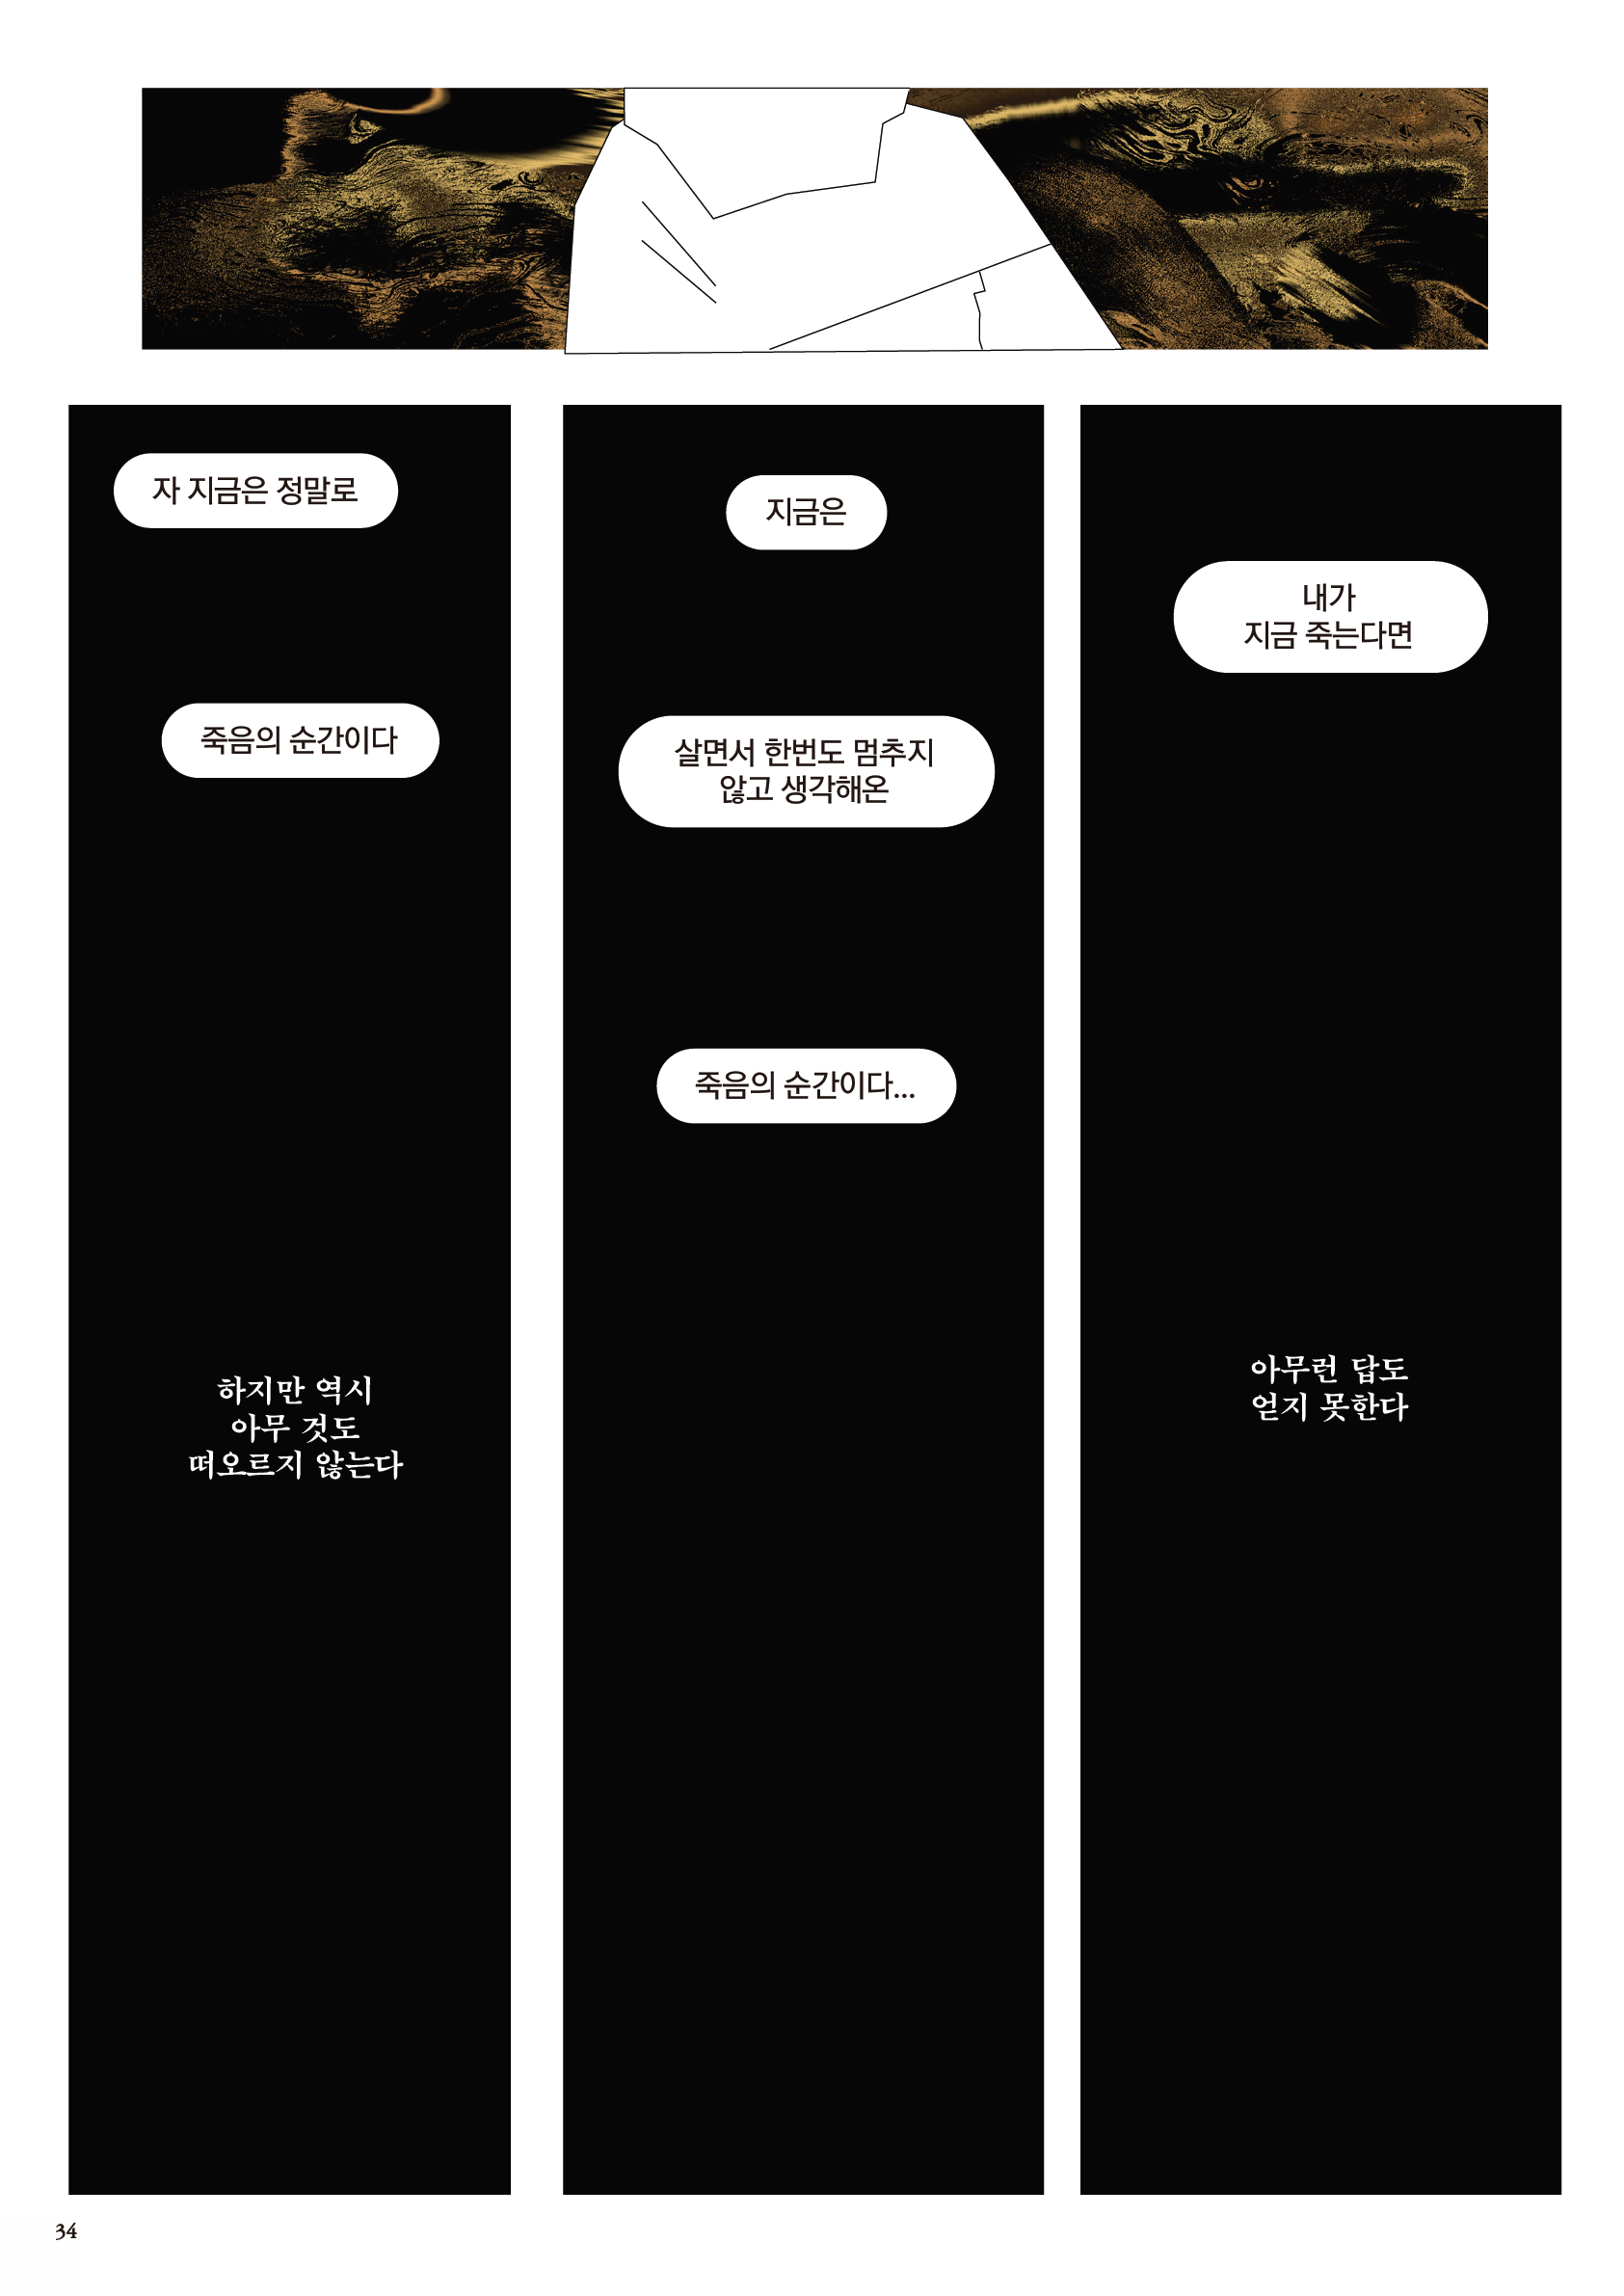 자 지금은 정말로
죽음의 순간이다
하지만 역시
아무 것도
떠오르지 않는다
지금은
살면서 한번도 멈추지
않고 생각해온
죽음의 순간이다...
내가
지금 죽는다면
아무런 답도
얻지 못한다
34